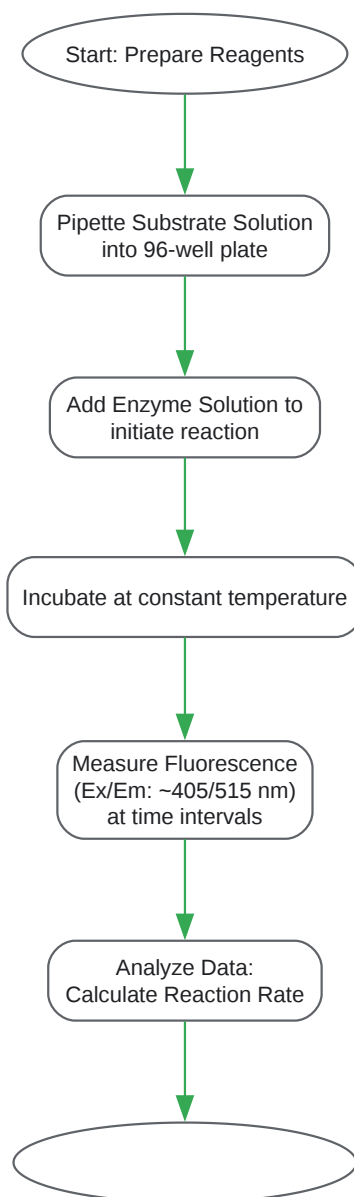 Start: Prepare Reagents
Pipette Substrate Solution
into 96-well plate
Add Enzyme Solution to
initiate reaction
Incubate at constant temperature
Measure Fluorescence
(Ex/Em: ~405/515 nm)
at time intervals
Analyze Data:
Calculate Reaction Rate